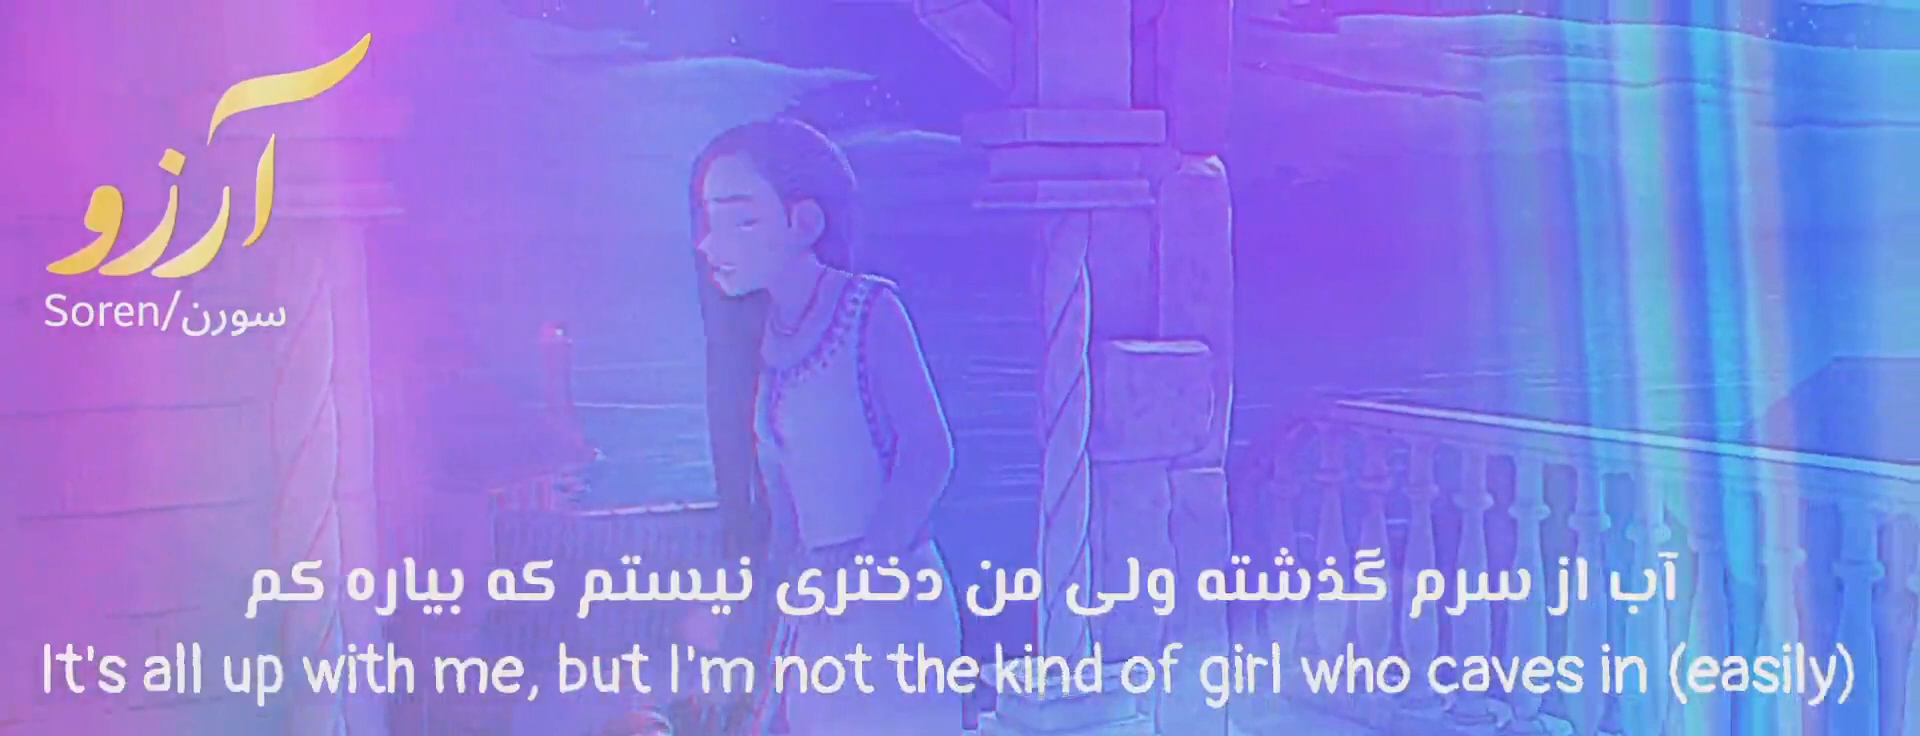 آرزو
Soren/سورن
آب از سرم گذشته ولی من دختری نیستم که بیاره کم
It's all up with me, but I'm not the kind of girl who caves in (easily)